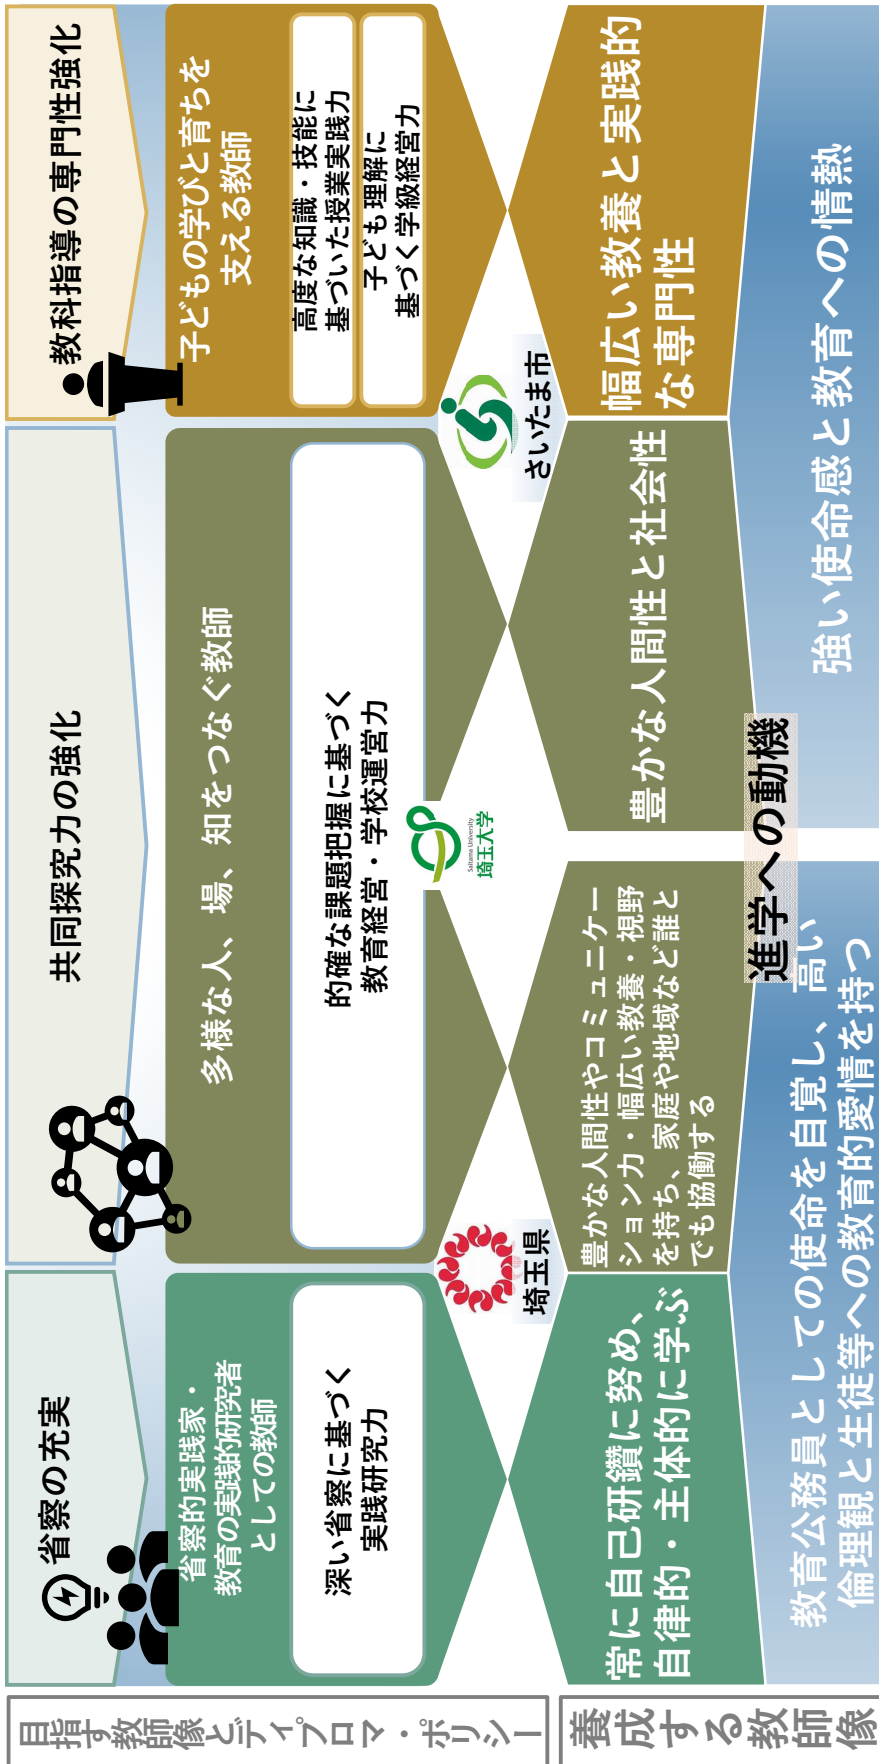 目指す教師像とディプロマ・ポリシー
省察の充実
共同探究力の強化
教科指導の専門性強化
省察的実践家・
教育の実践的研究者
としての教師
深い省察に基づく
実践研究力
多様な人、場、知をつなぐ教師
的確な課題把握に基づく
教育経営・学校運営力
子どもの学びと育ちを
支える教師
高度な知識・技能に
基づいた授業実践力
子ども理解に
基づく学級経営力
埼玉県
Saitama University
埼玉大学
さいたま市
養成する教師像
常に自己研鑽に努め、
自律的・主体的に学ぶ
豊かな人間性やコミュニケー
ション力・幅広い教養・視野
を持ち、家庭や地域など誰と
でも協働する
豊かな人間性と社会性
幅広い教養と実践的
な専門性
進学への動機
教育公務員としての使命を自覚し、高い
倫理観と生徒等への教育的愛情を持つ
強い使命感と教育への情熱